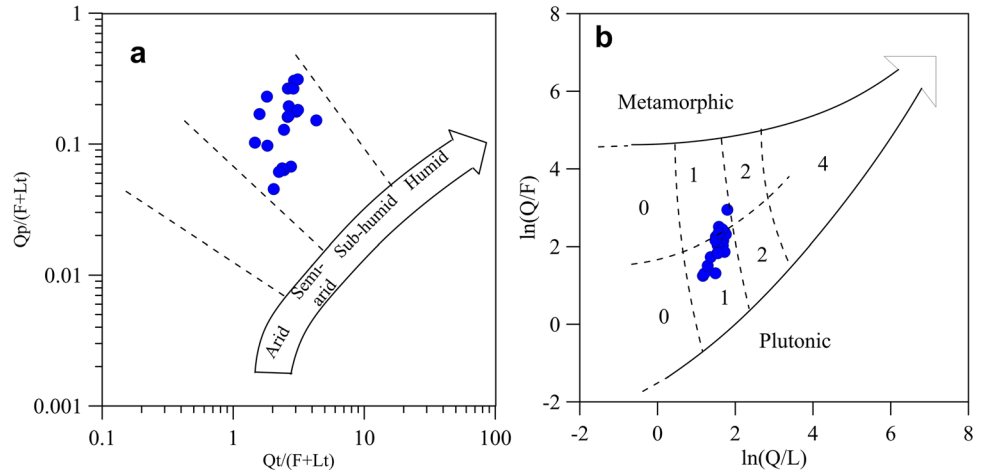 a
1
0.1
0.01
0.001
0.1
1
10
100
Qp/(F+Lt)
Qt/(F+Lt)
Arid
Semi-
arid
Sub-humid
Humid
b
8
6
4
2
0
-2
-2
0
2
4
6
8
ln(Q/F)
ln(Q/L)
Metamorphic
Plutonic
0
1
2
4
0
1
2